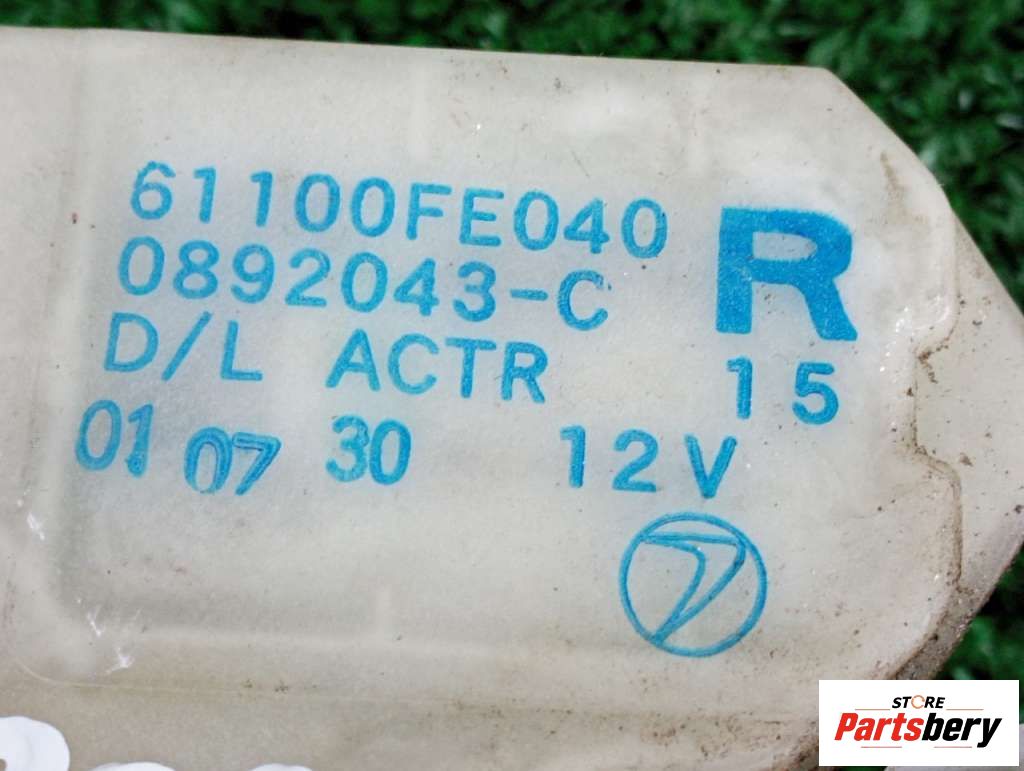 61100FE040
0892043-C
R
D/L ACTR
15
01 07 30 12V
STORE
Partsbery